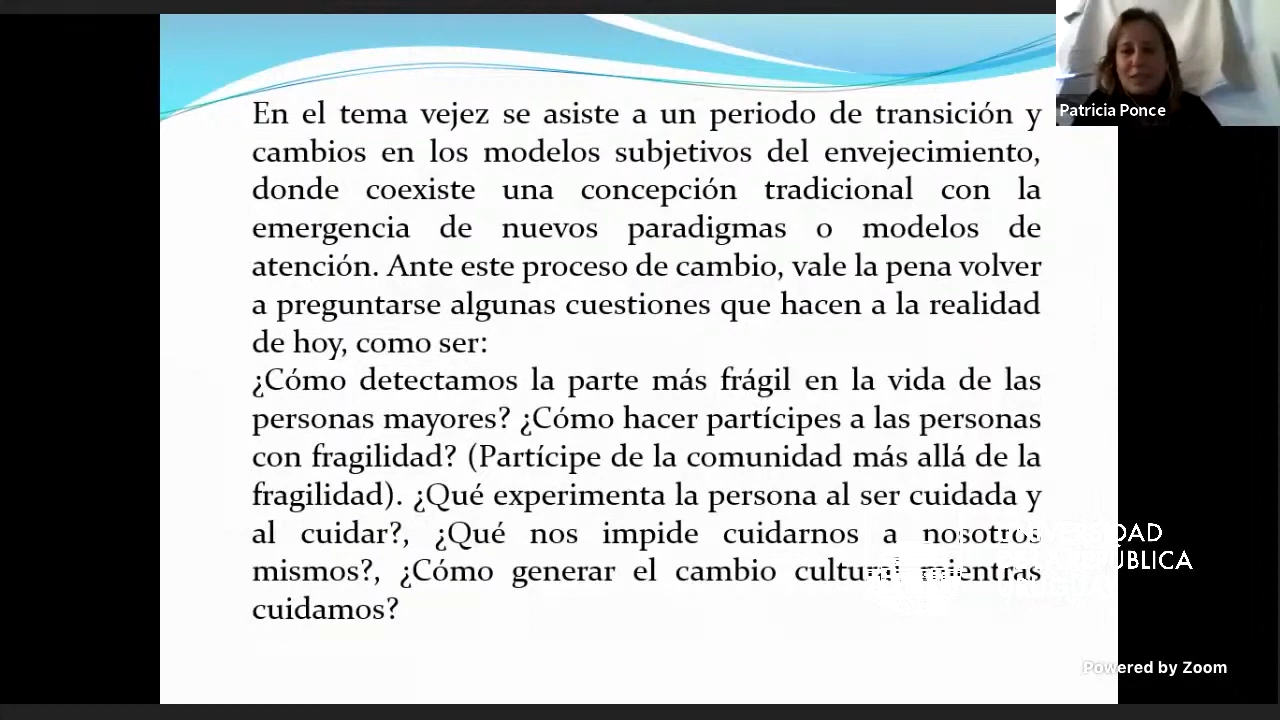 En el tema vejez se asiste a un periodo de transición y
cambios en los modelos subjetivos del envejecimiento,
donde coexiste una concepción tradicional con la
emergencia de nuevos paradigmas o modelos de
atención. Ante este proceso de cambio, vale la pena volver
a preguntarse algunas cuestiones que hacen a la realidad
de hoy, como ser:
¿Cómo detectamos la parte más frágil en la vida de las
personas mayores? ¿Cómo hacer partícipes a las personas
con fragilidad? (Partícipe de la comunidad más allá de la
fragilidad). ¿Qué experimenta la persona al ser cuidada y
al cuidar?, ¿Qué nos impide cuidarnos a nosotros
mismos?, ¿Cómo generar el cambio cultural mientras
cuidamos?
Patricia Ponce
UNIVERSIDAD
DE LA REPÚBLICA
URUGUAY
Powered by Zoom